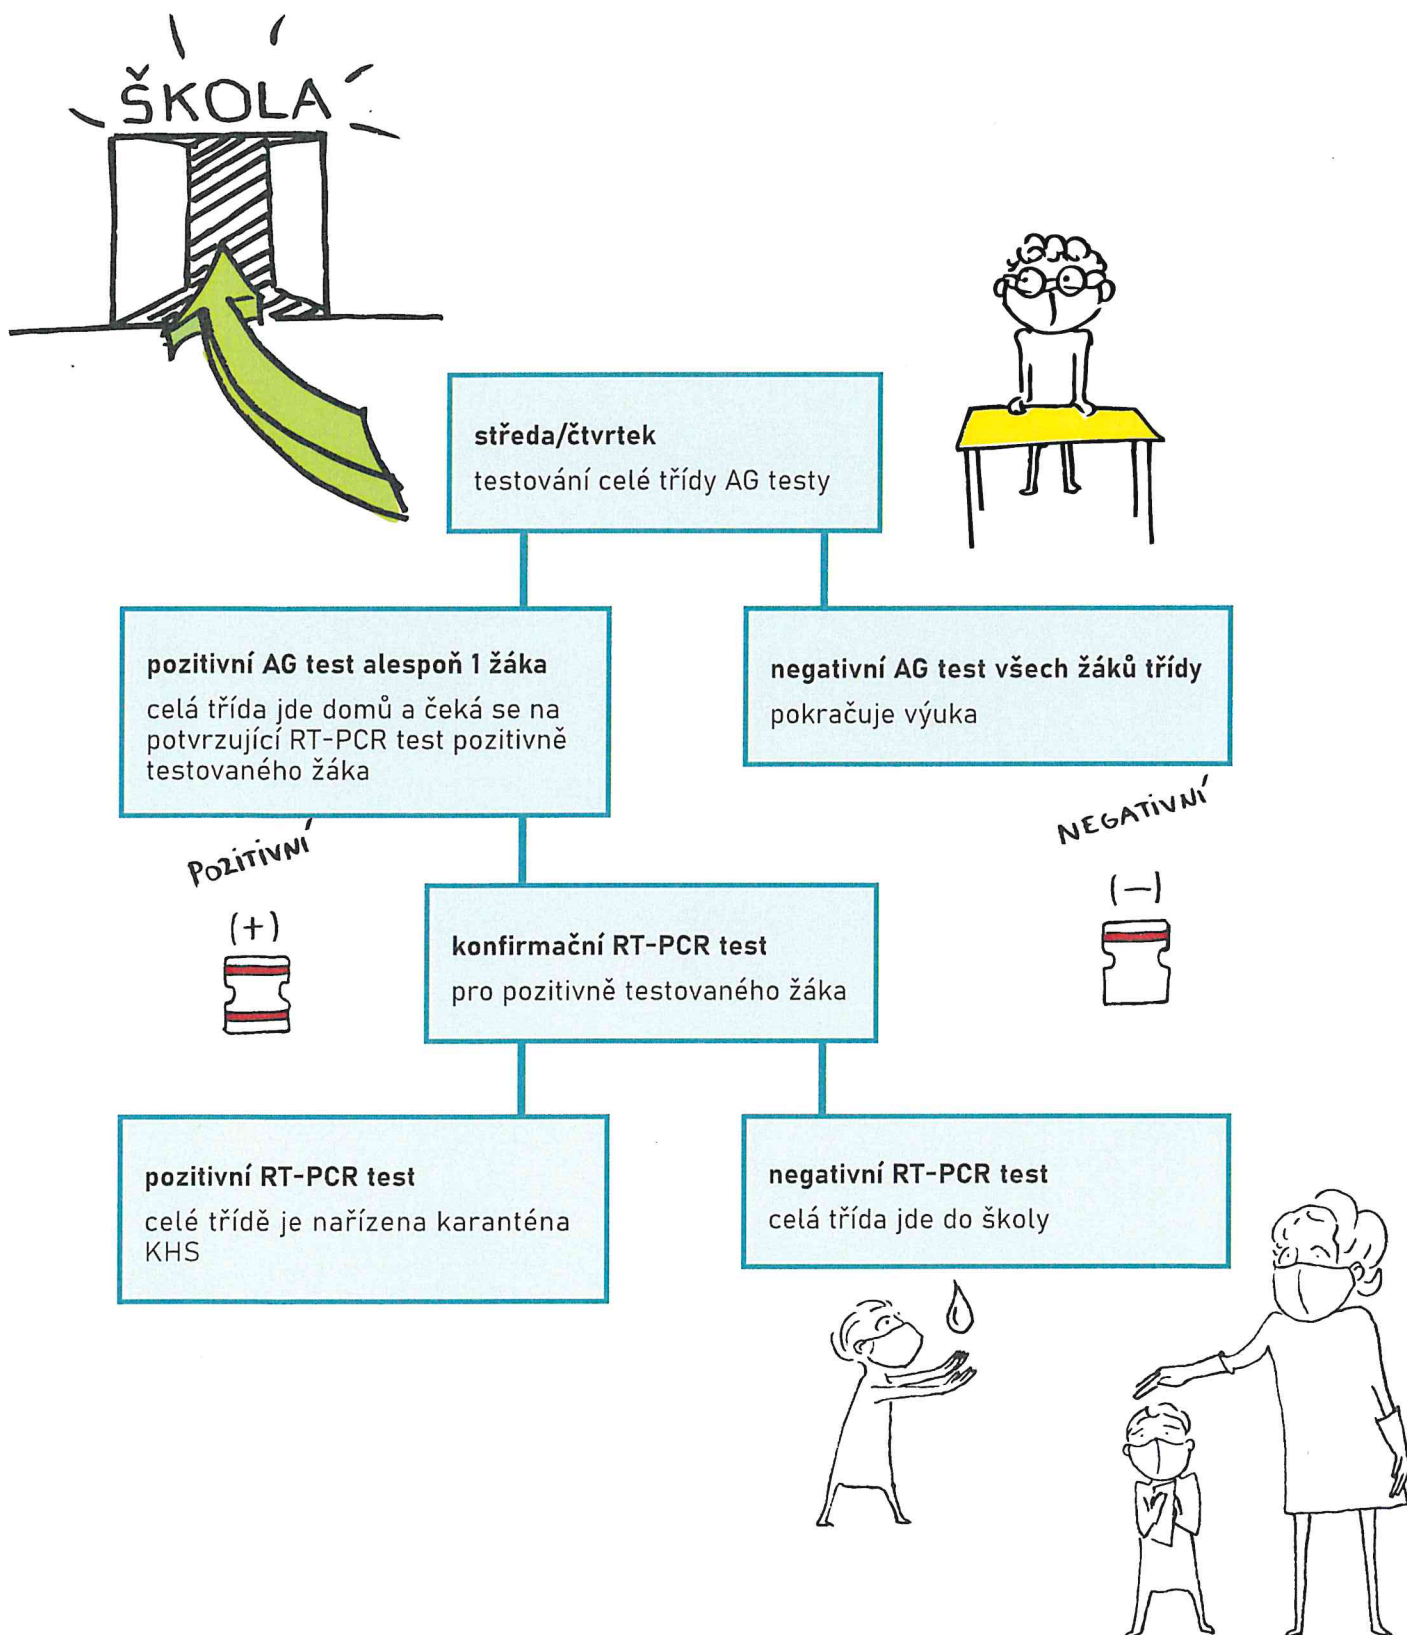 ŠKOLA
středa/čtvrtek
testování celé třídy AG testy
pozitivní AG test alespoň 1 žáka
celá třída jde domů a čeká se na
potvrzující RT-PCR test pozitivně
testovaného žáka
negativní AG test všech žáků třídy
pokračuje výuka
POZITIVNÍ
(+)
NEGATIVNÍ
(—)
konfirmační RT-PCR test
pro pozitivně testovaného žáka
pozitivní RT-PCR test
celé třídě je nařízena karanténa
KHS
negativní RT-PCR test
celá třída jde do školy